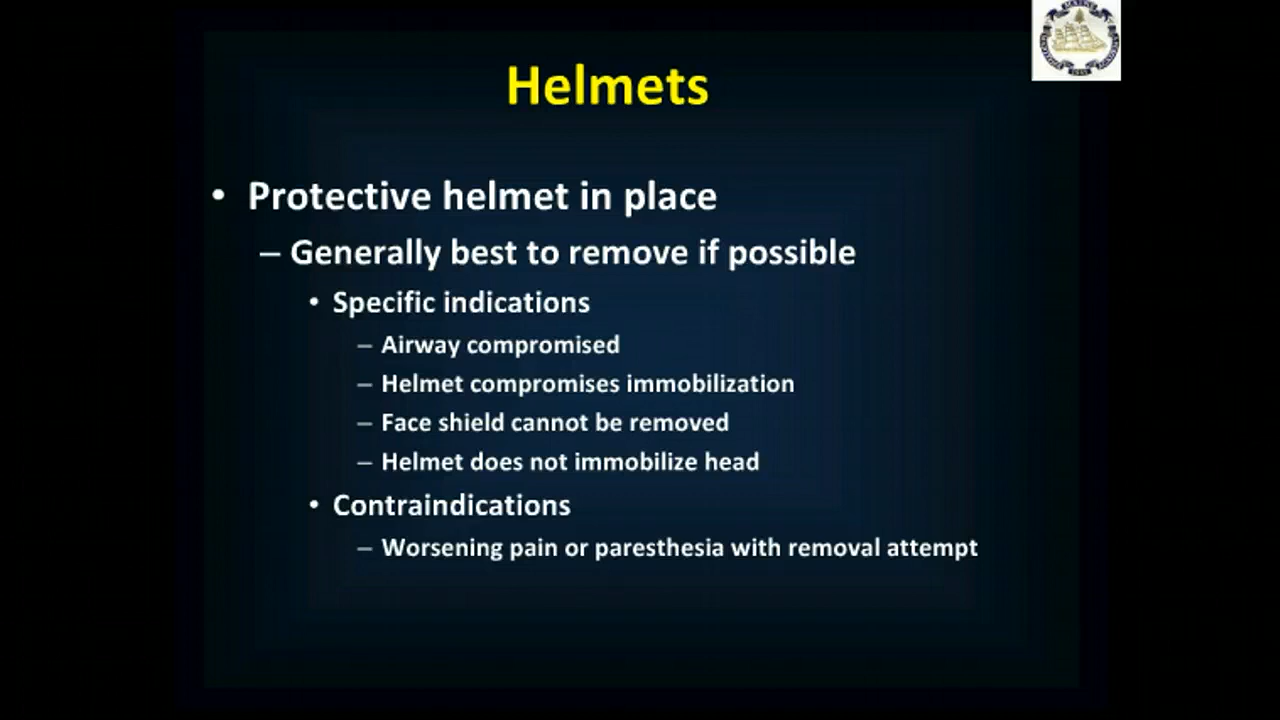 Helmets
• Protective helmet in place
– Generally best to remove if possible
• Specific indications
– Airway compromised
– Helmet compromises immobilization
– Face shield cannot be removed
– Helmet does not immobilize head
• Contraindications
– Worsening pain or paresthesia with removal attempt